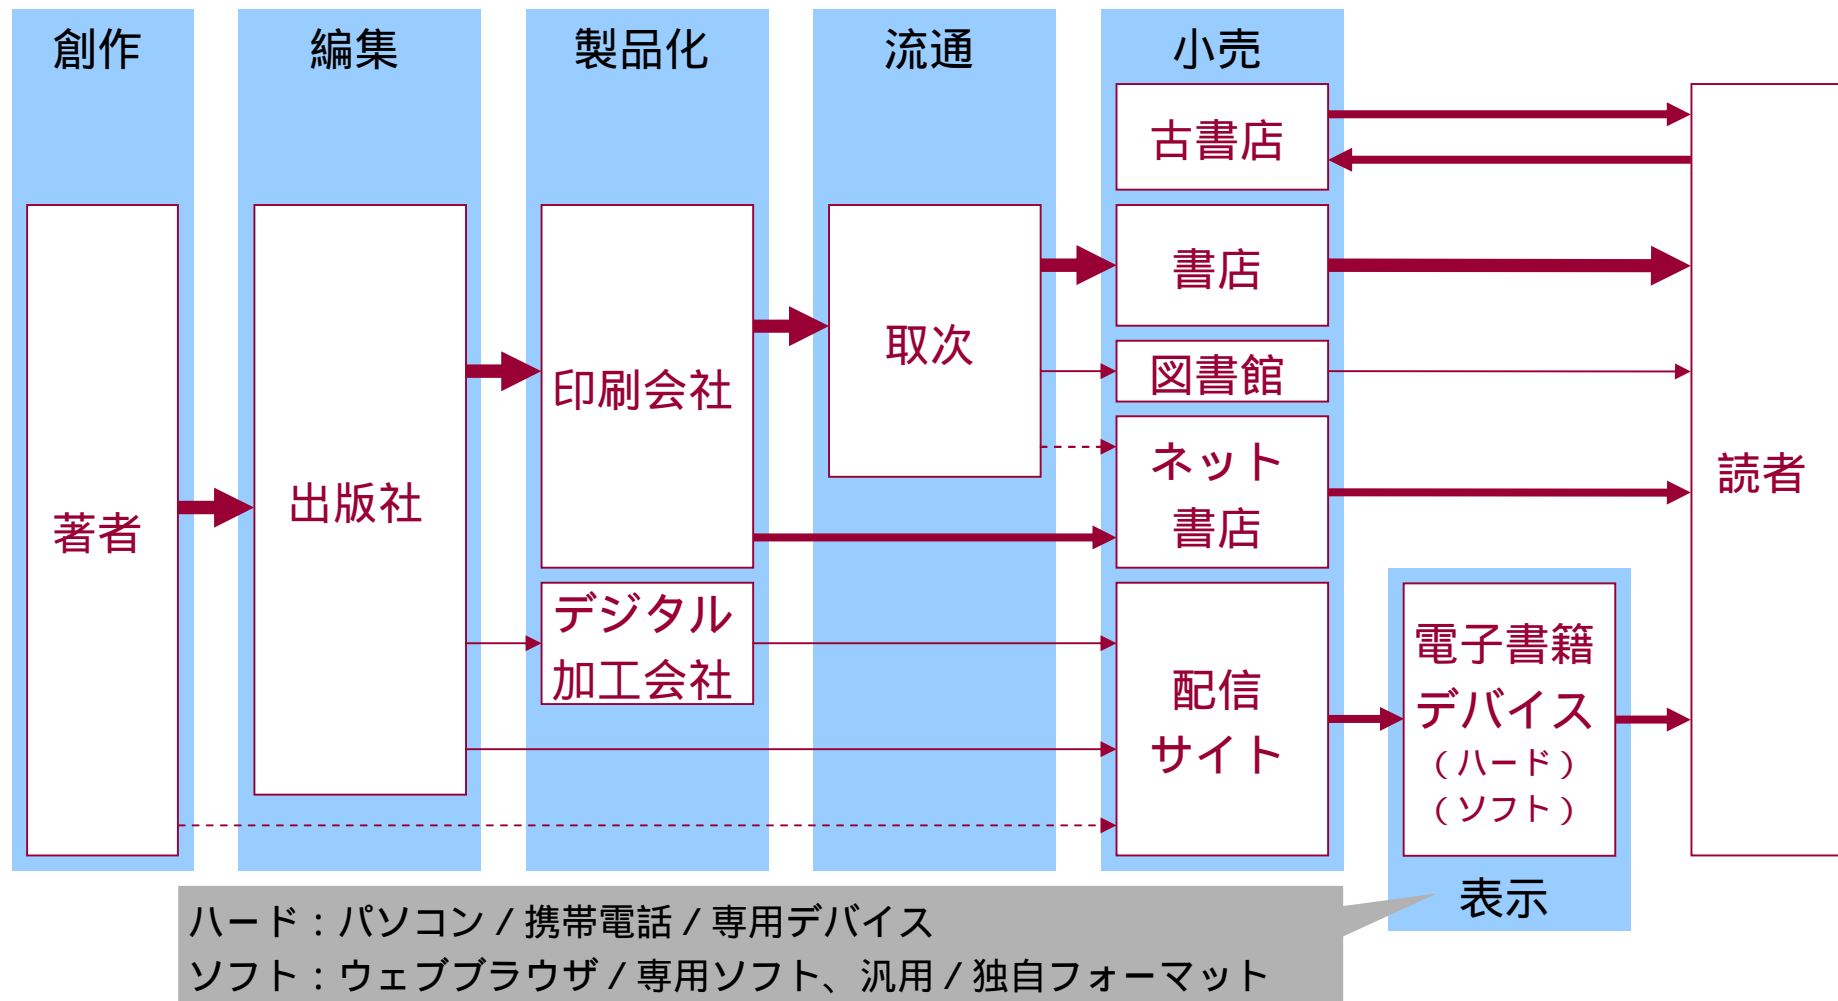 創作
編集
製品化
流通
小売
古書店
書店
取次
図書館
印刷会社
ネット
書店
読者
出版社
著者
デジタル
加工会社
配信
サイト
電子書籍
デバイス
(ハード)
(ソフト)
表示
ハード：パソコン / 携帯電話 / 専用デバイス
ソフト：ウェブブラウザ / 専用ソフト、汎用 / 独自フォーマット